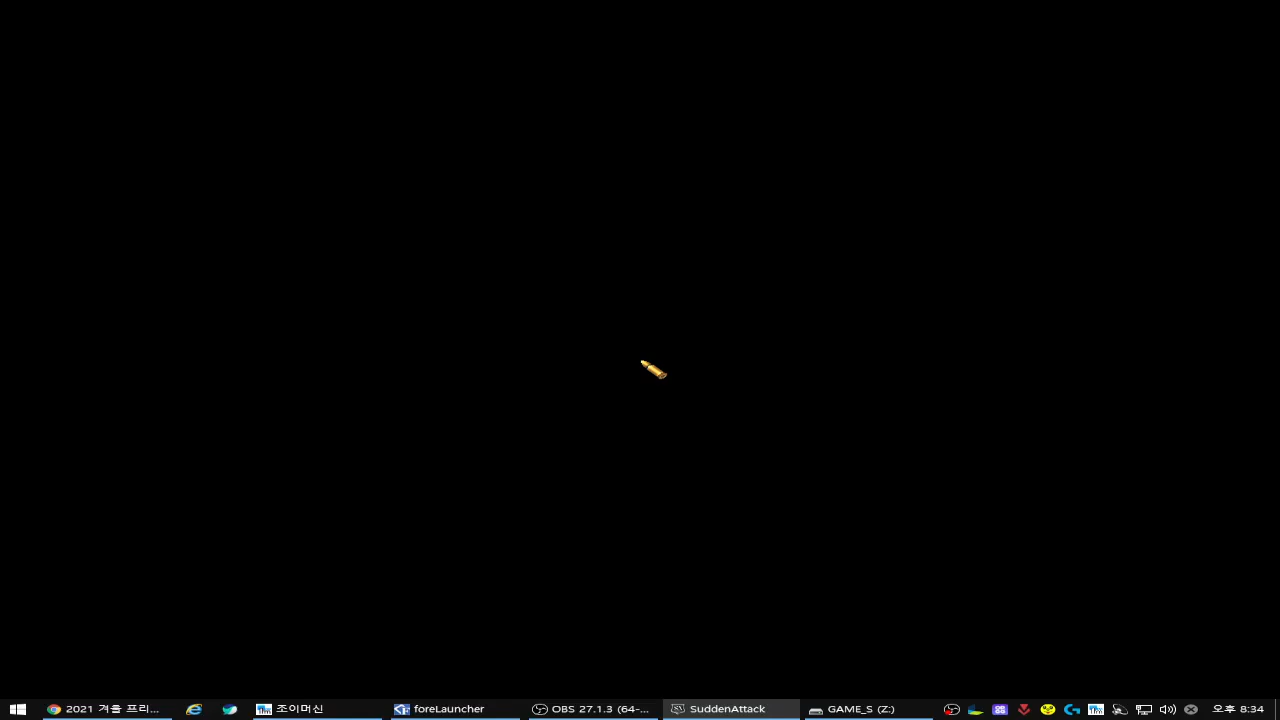 2021 겨울 프리...
조이머신
foreLauncher
OBS 27.1.3 (64-...
SuddenAttack
GAME_S (Z:)
오후 8:34